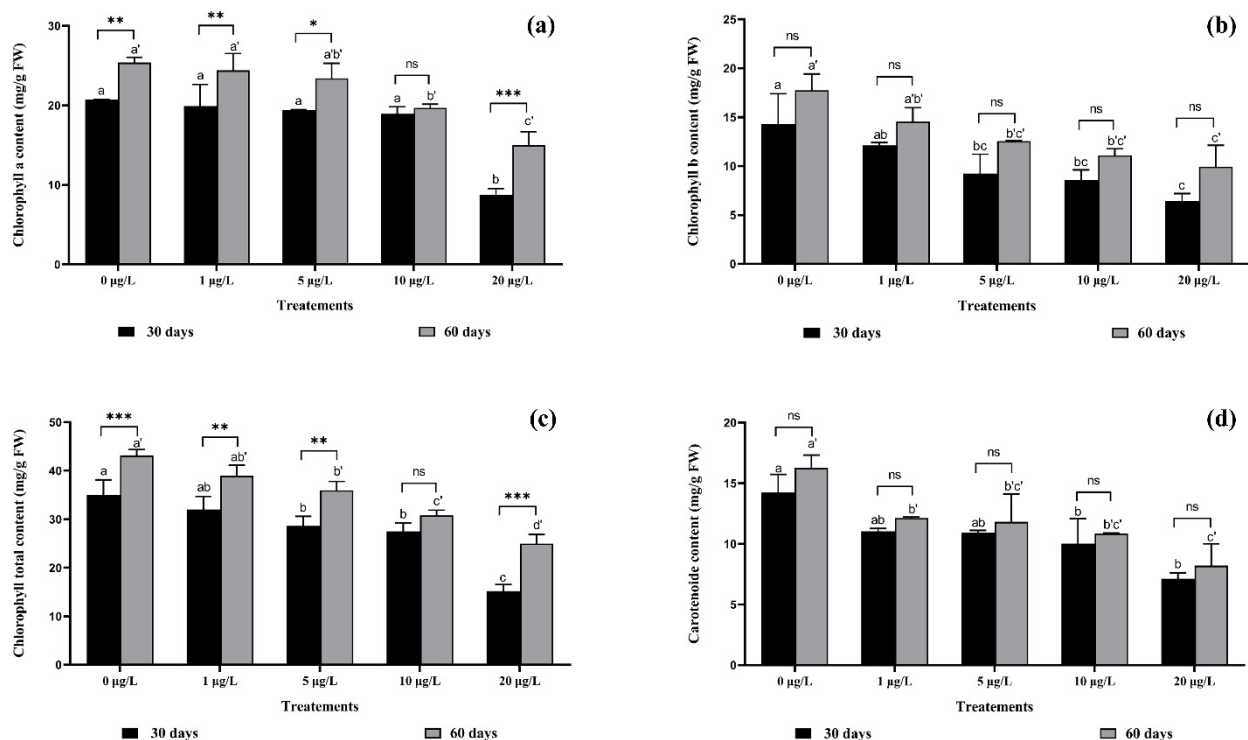 (a)
Chlorophyll a content (mg/g FW)
30
20
10
0
** ** * ns ***
a a' a a' a a'b' a b' b c'
0 µg/L 1 µg/L 5 µg/L 10 µg/L 20 µg/L
Treatements
30 days 60 days
(b)
Chlorophyll b content (mg/g FW)
25
20
15
10
5
0
ns ns ns ns ns
a a' ab a'b' bc b'c' bc b'c' c c'
0 µg/L 1 µg/L 5 µg/L 10 µg/L 20 µg/L
Treatements
30 days 60 days
(c)
Chlorophyll total content (mg/g FW)
50
40
30
20
10
0
*** ** ** ns ***
a a' ab ab' b b' b c' c d'
0 µg/L 1 µg/L 5 µg/L 10 µg/L 20 µg/L
Treatements
30 days 60 days
(d)
Carotenoide content (mg/g FW)
20
15
10
5
0
ns ns ns ns ns
a a' ab b' ab b'c' b b'c' b c'
0 µg/L 1 µg/L 5 µg/L 10 µg/L 20 µg/L
Treatements
30 days 60 days